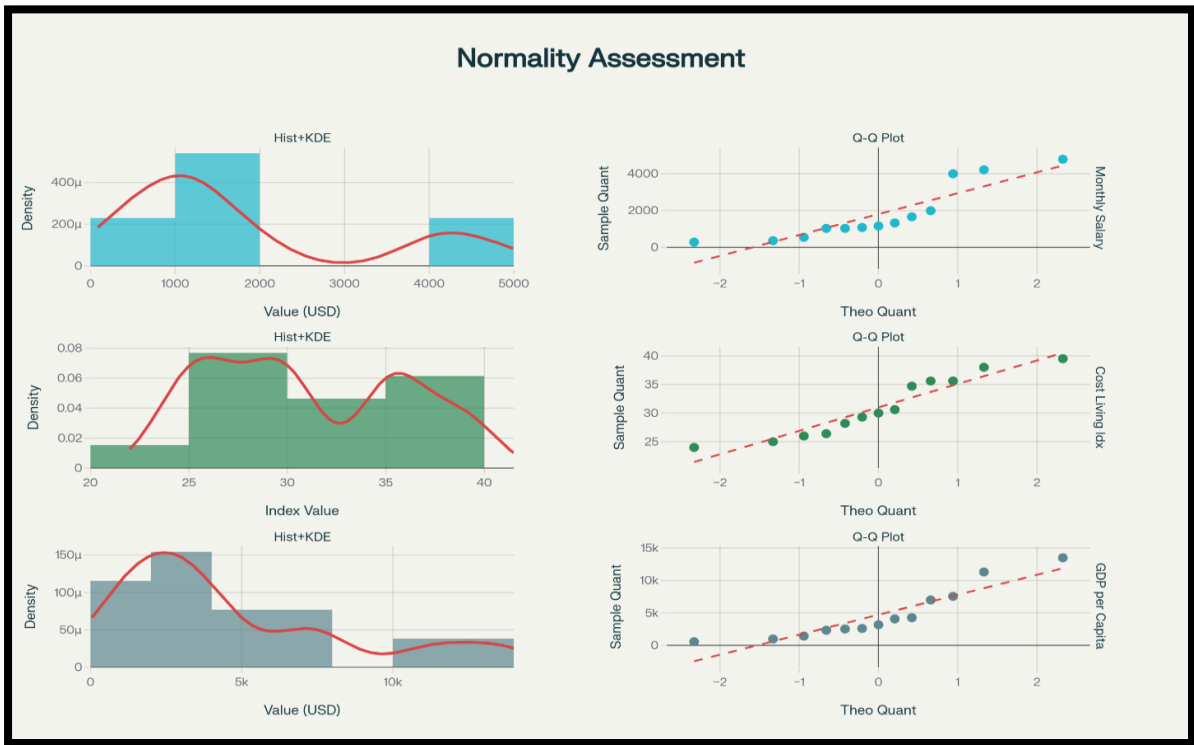 Normality Assessment
Hist+KDE
Density
400μ
200μ
0
0 1000 2000 3000 4000 5000
Value (USD)
Q-Q Plot
Sample Quant
4000
2000
0
−2 −1 0 1 2
Theo Quant
Monthly Salary
Hist+KDE
Density
0.08
0.06
0.04
0.02
0
20 25 30 35 40
Index Value
Q-Q Plot
Sample Quant
40
35
30
25
−2 −1 0 1 2
Theo Quant
Cost Living Idx
Hist+KDE
Density
150μ
100μ
50μ
0
0 5k 10k
Value (USD)
Q-Q Plot
Sample Quant
15k
10k
5k
0
−2 −1 0 1 2
Theo Quant
GDP per Capita